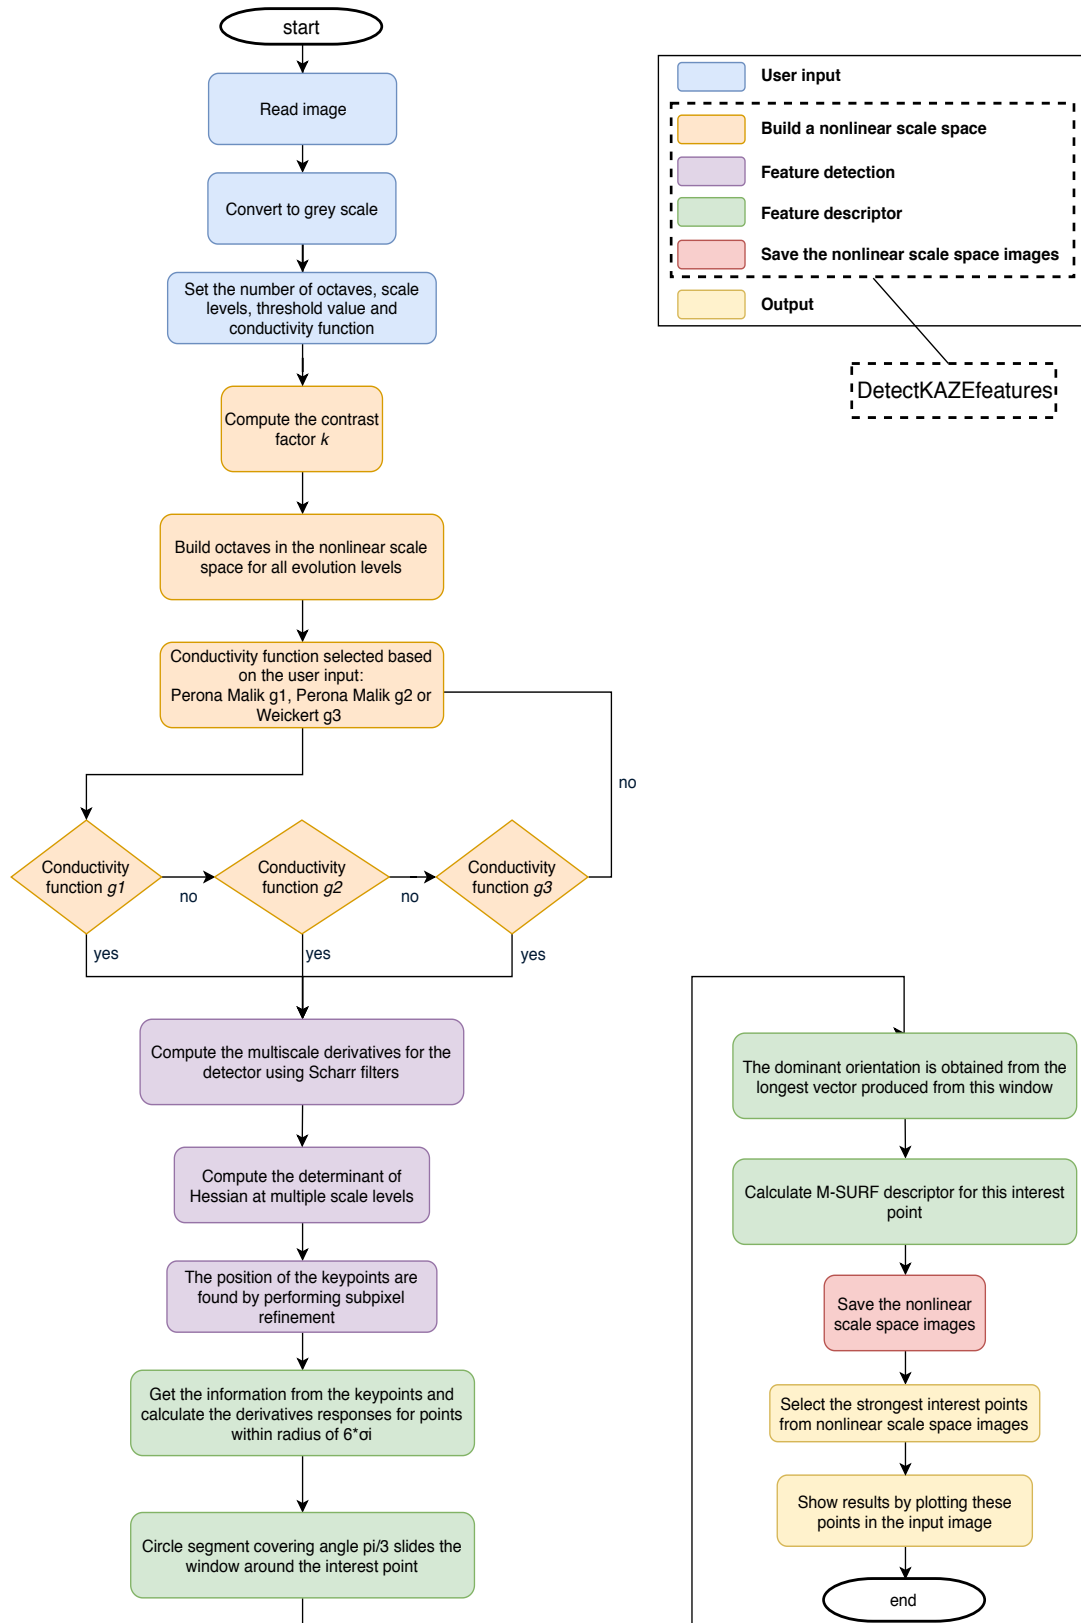 start
Read image
Convert to grey scale
Set the number of octaves, scale
levels, threshold value and
conductivity function
Compute the contrast
factor k
Build octaves in the nonlinear scale
space for all evolution levels
Conductivity function selected based
on the user input:
Perona Malik g1, Perona Malik g2 or
Weickert g3
no
Conductivity
function g1
no
Conductivity
function g2
no
Conductivity
function g3
yes
yes
yes
Compute the multiscale derivatives for the
detector using Scharr filters
Compute the determinant of
Hessian at multiple scale levels
The position of the keypoints are
found by performing subpixel
refinement
Get the information from the keypoints and
calculate the derivatives responses for points
within radius of 6*σi
Circle segment covering angle pi/3 slides the
window around the interest point
User input
Build a nonlinear scale space
Feature detection
Feature descriptor
Save the nonlinear scale space images
Output
DetectKAZEfeatures
The dominant orientation is obtained from the
longest vector produced from this window
Calculate M-SURF descriptor for this interest
point
Save the nonlinear
scale space images
Select the strongest interest points
from nonlinear scale space images
Show results by plotting these
points in the input image
end